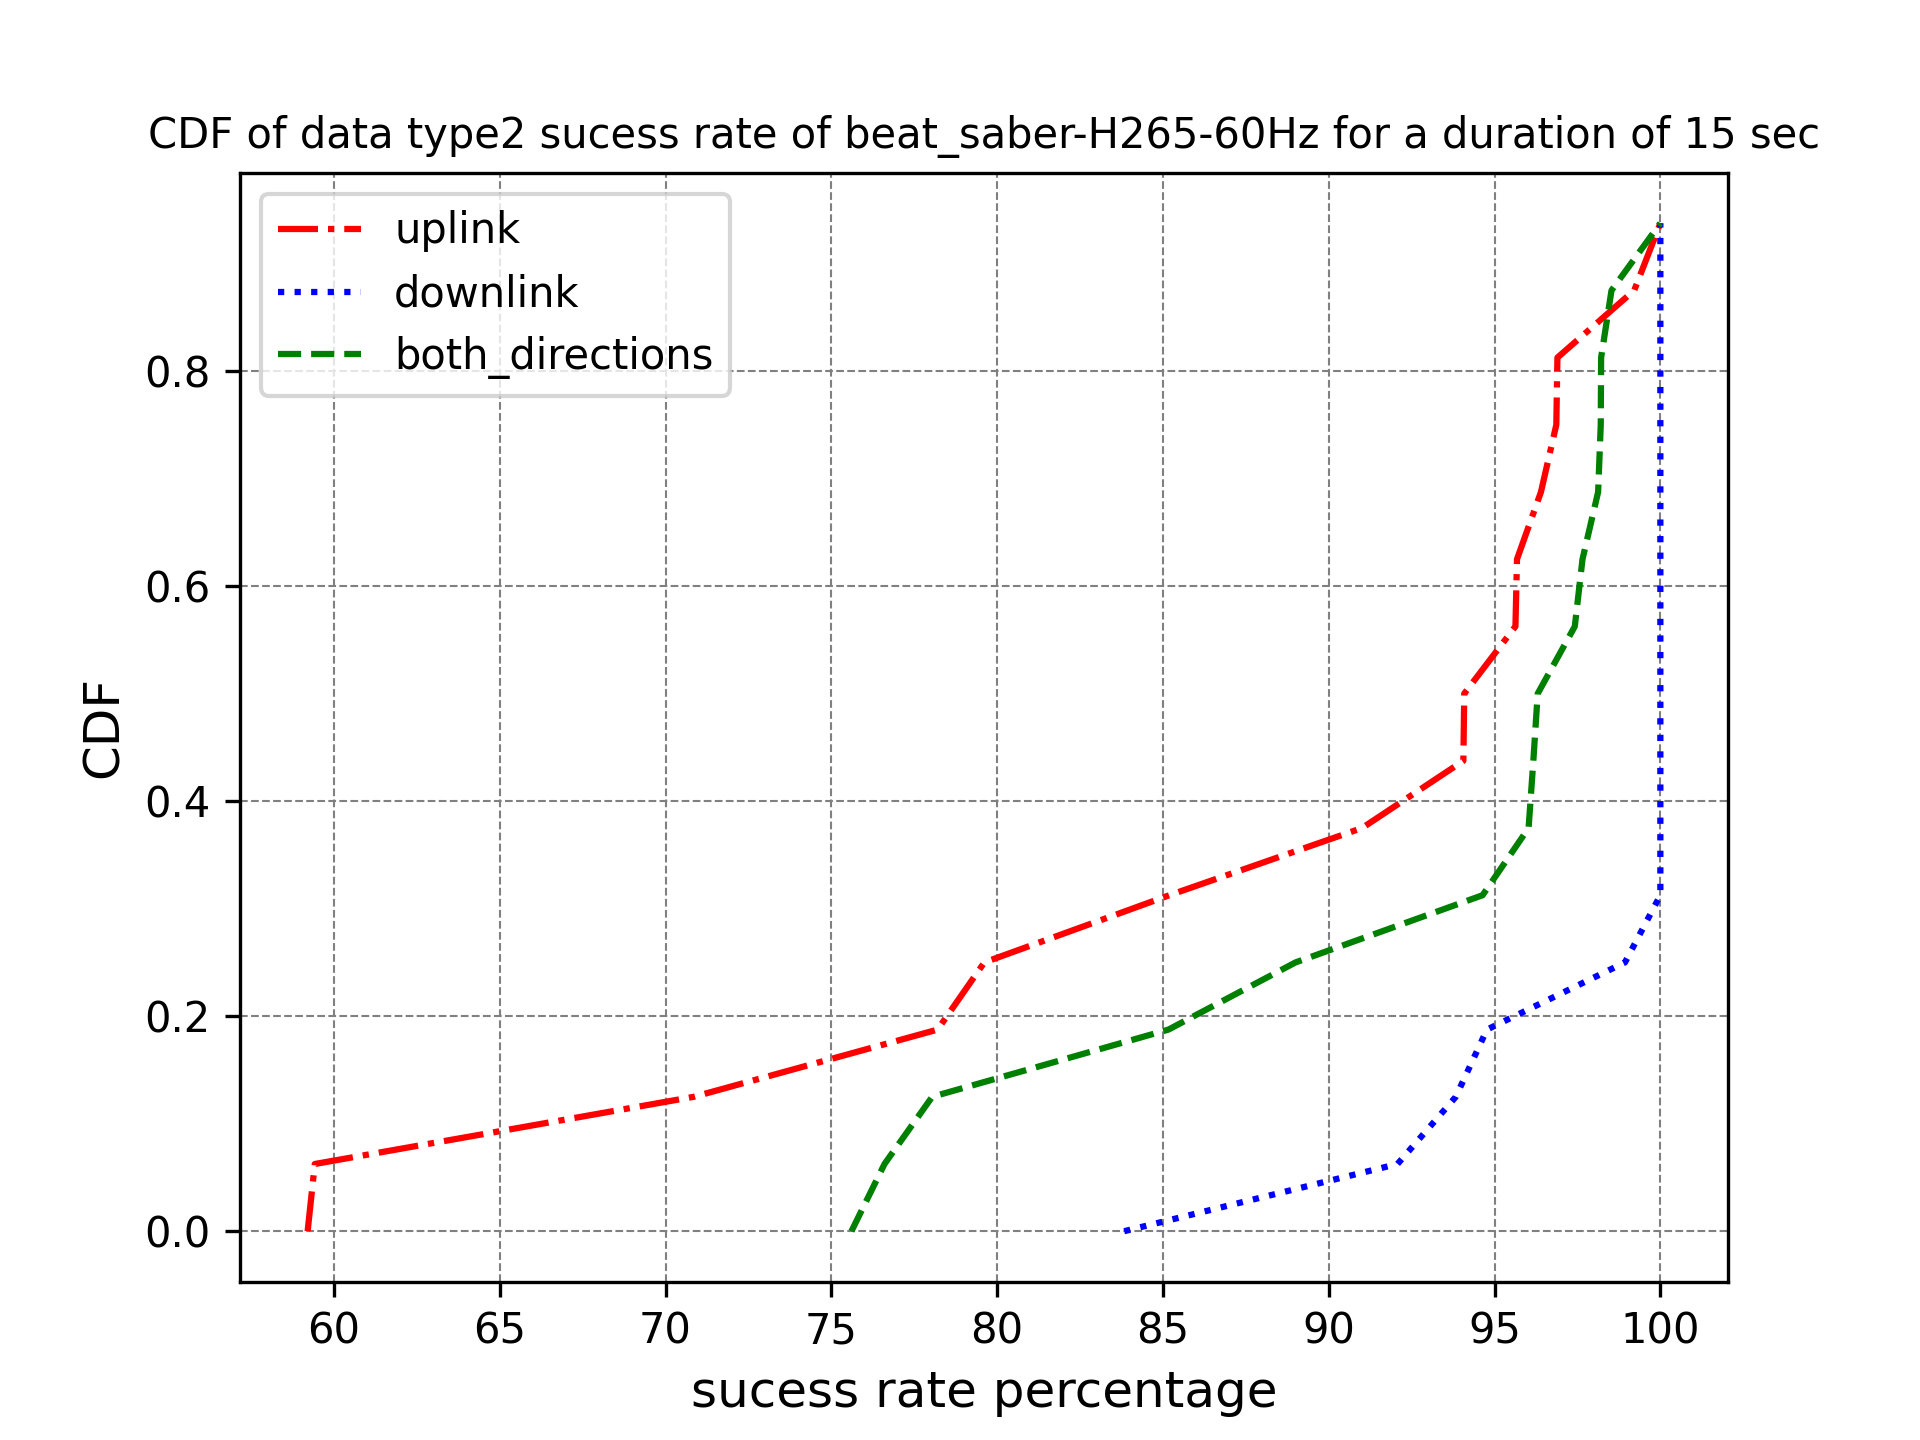 CDF of data type2 sucess rate of beat_saber-H265-60Hz for a duration of 15 sec
uplink
downlink
both_directions
0.8
0.6
0.4
0.2
0.0
CDF
60 65 70 75 80 85 90 95 100
sucess rate percentage